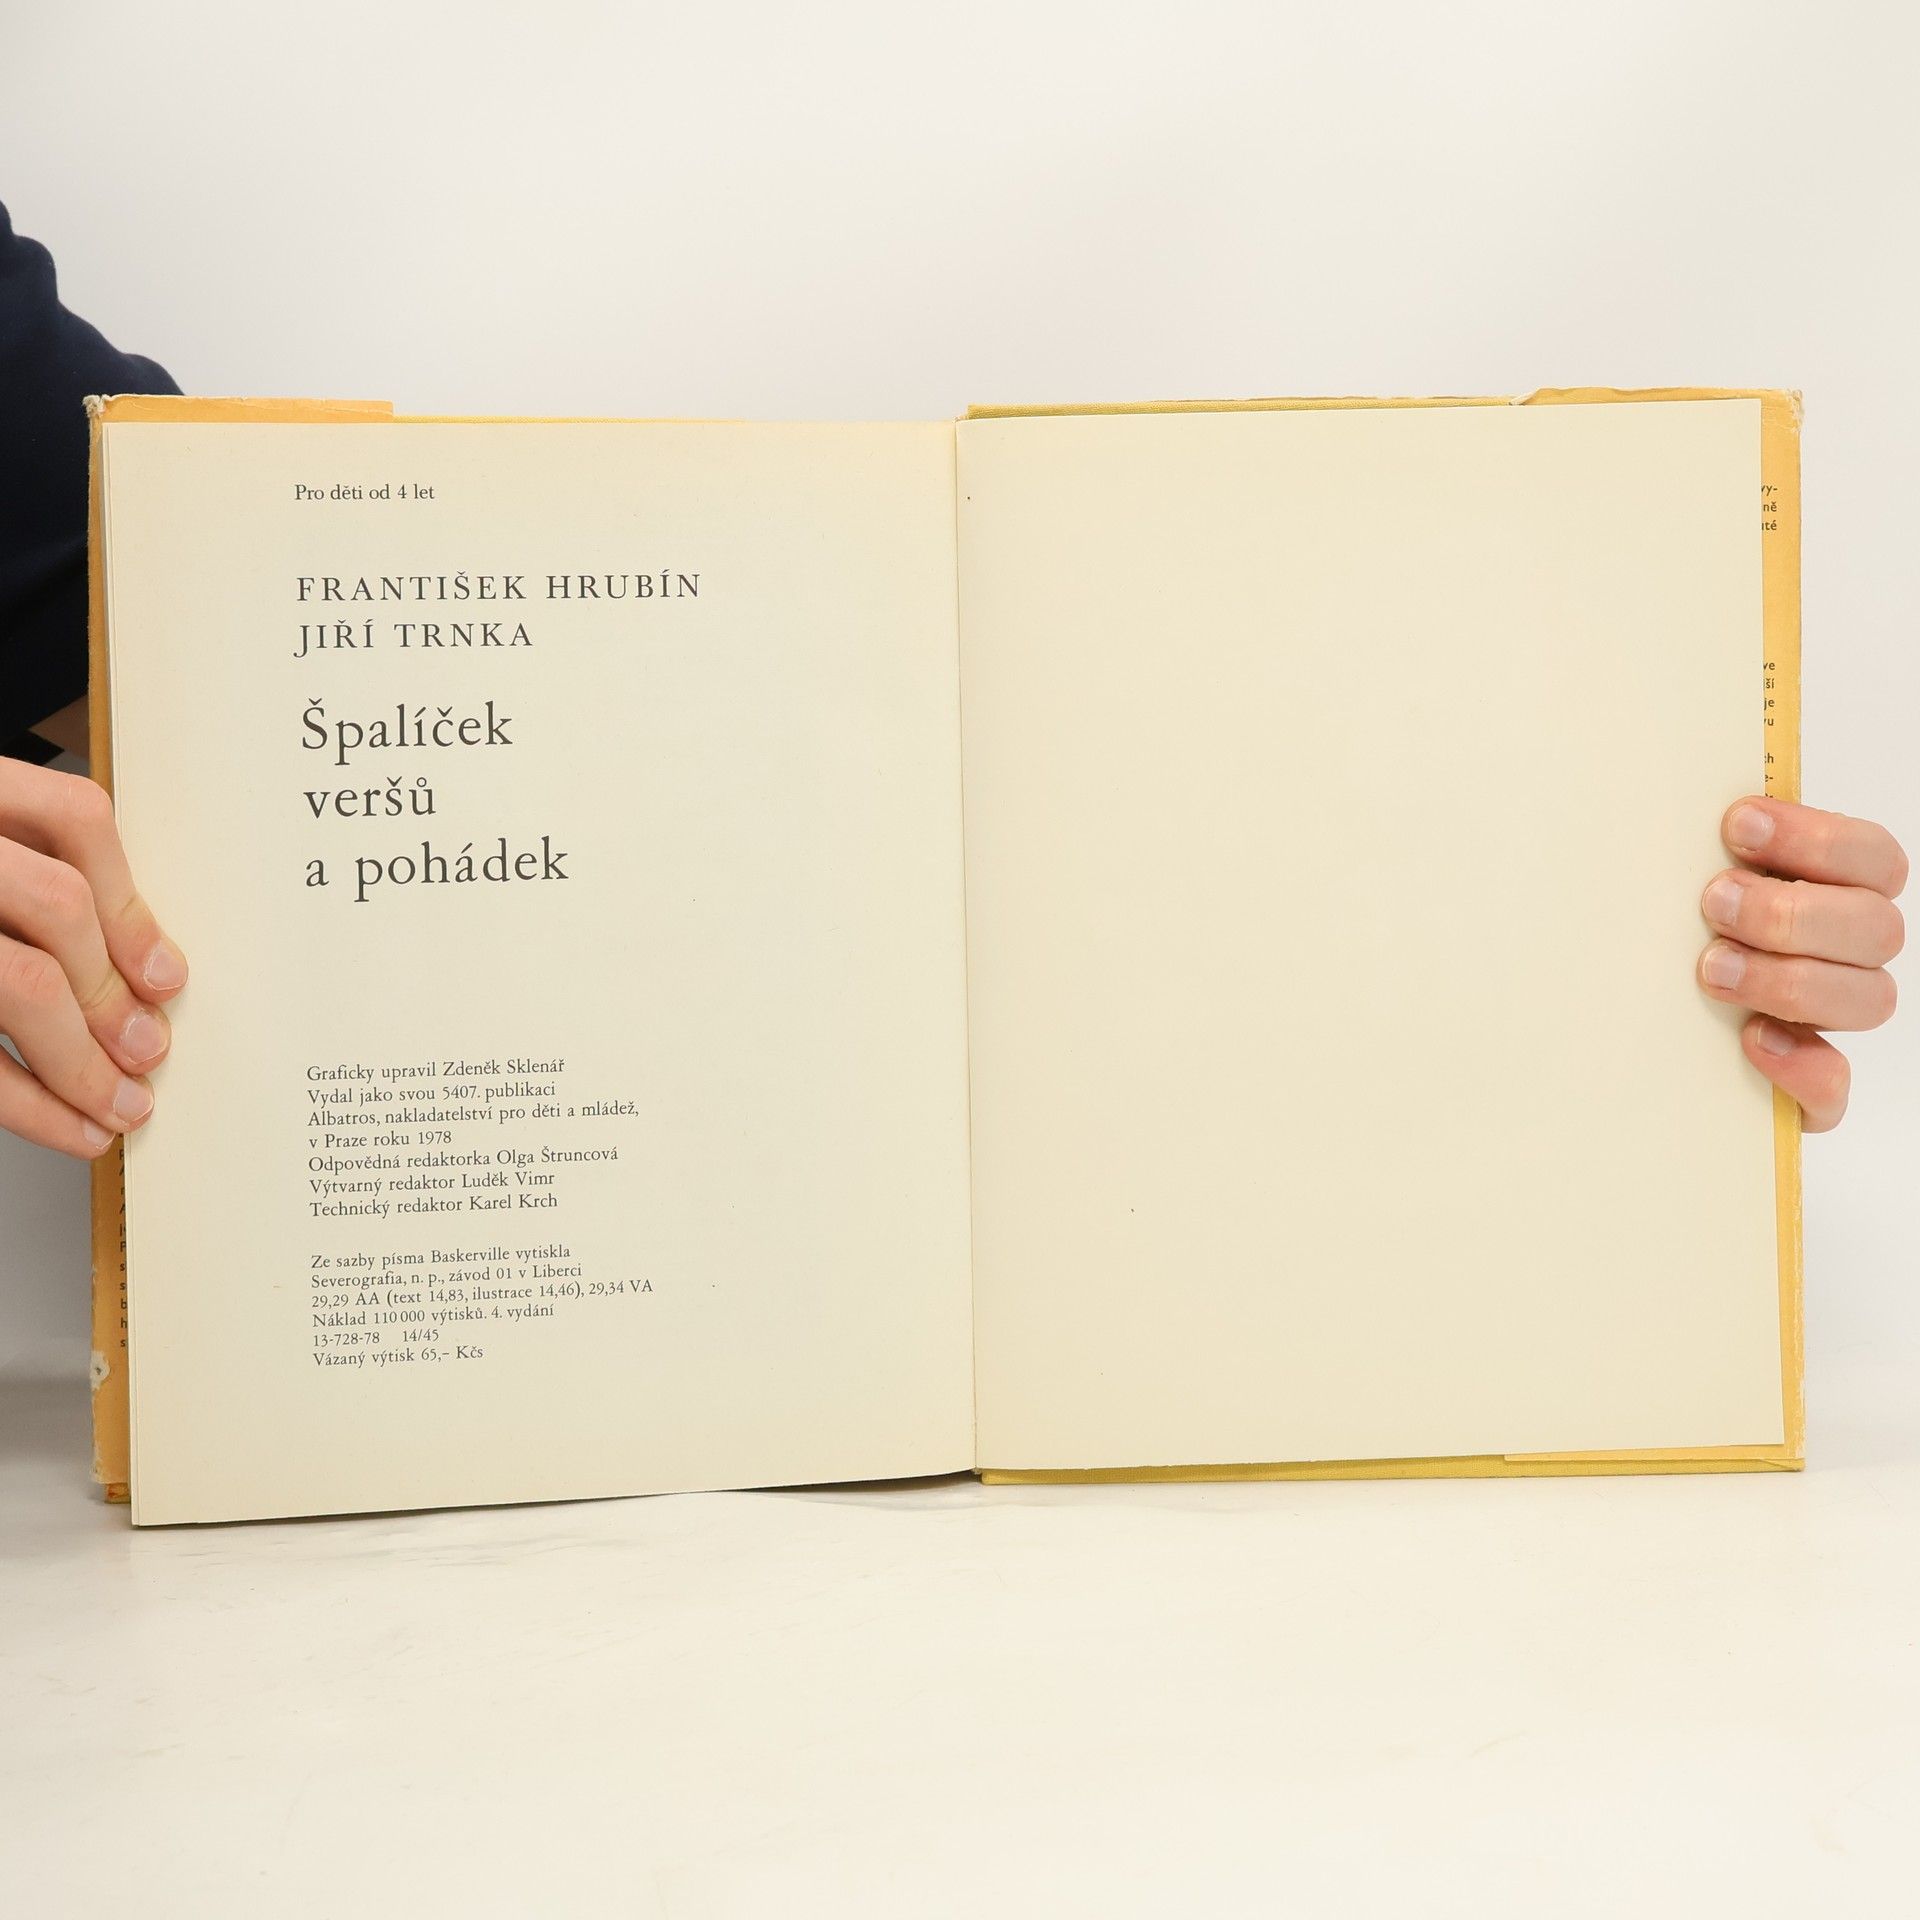 Pro děti od 4 let
FRANTIŠEK HRUBÍN
JIŘÍ TRNKA
Špalíček
veršů
a pohádek
Graficky upravil Zdeněk Sklenář
Vydal jako svou 5407. publikaci
Albatros, nakladatelství pro děti a mládež,
v Praze roku 1978
Odpovědná redaktorka Olga Štruncová
Výtvarný redaktor Luděk Vimr
Technický redaktor Karel Krch
Ze sazby písma Baskerville vytiskla
Severografia, n. p., závod 01 v Liberci
29,29 AA (text 14,83, ilustrace 14,46), 29,34 VA
Náklad 110 000 výtisků. 4. vydání
13-728-78 14/45
Vázaný výtisk 65,– Kčs